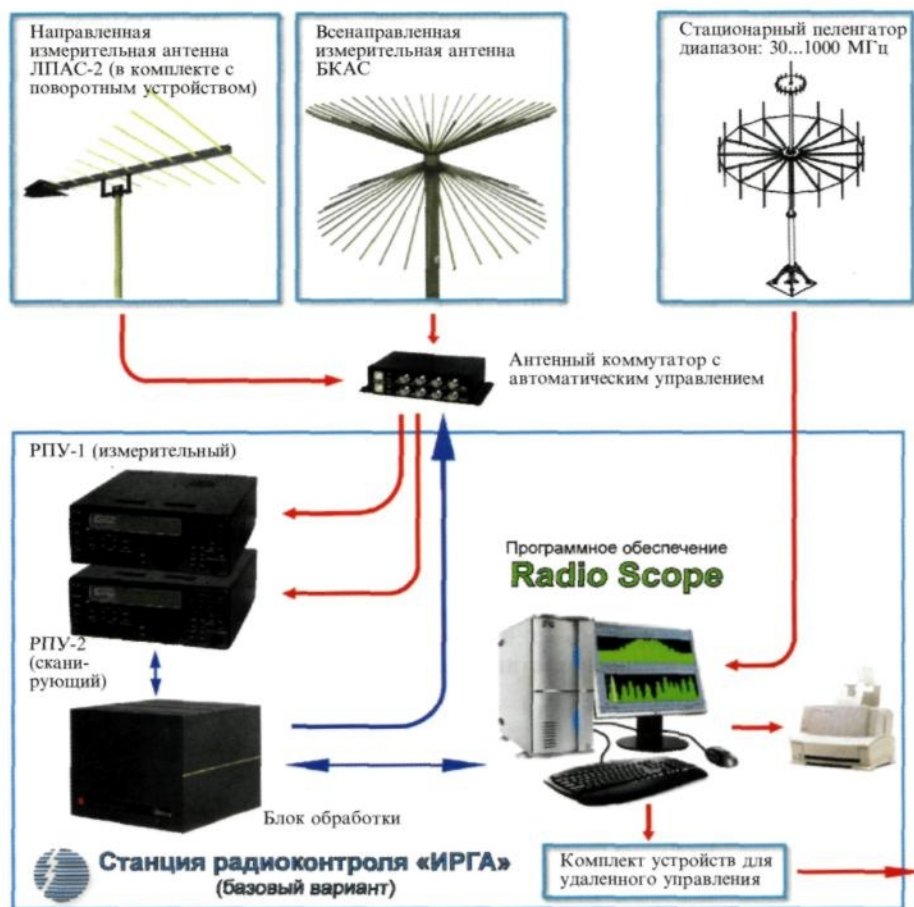 Направленная
измерительная антенна
ЛПАС-2 (в комплекте с
поворотным устройством)
Всенаправленная
измерительная антенна
БКАС
Стационарный пеленгатор
диапазон: 30...1000 МГц
Антенный коммутатор с
автоматическим управлением
РПУ-1 (измерительный)
Программное обеспечение
Radio Scope
РПУ-2
(скани-
рующий)
Блок обработки
Станция радиоконтроля «ИРГА»
(базовый вариант)
Комплект устройств для
удаленного управления